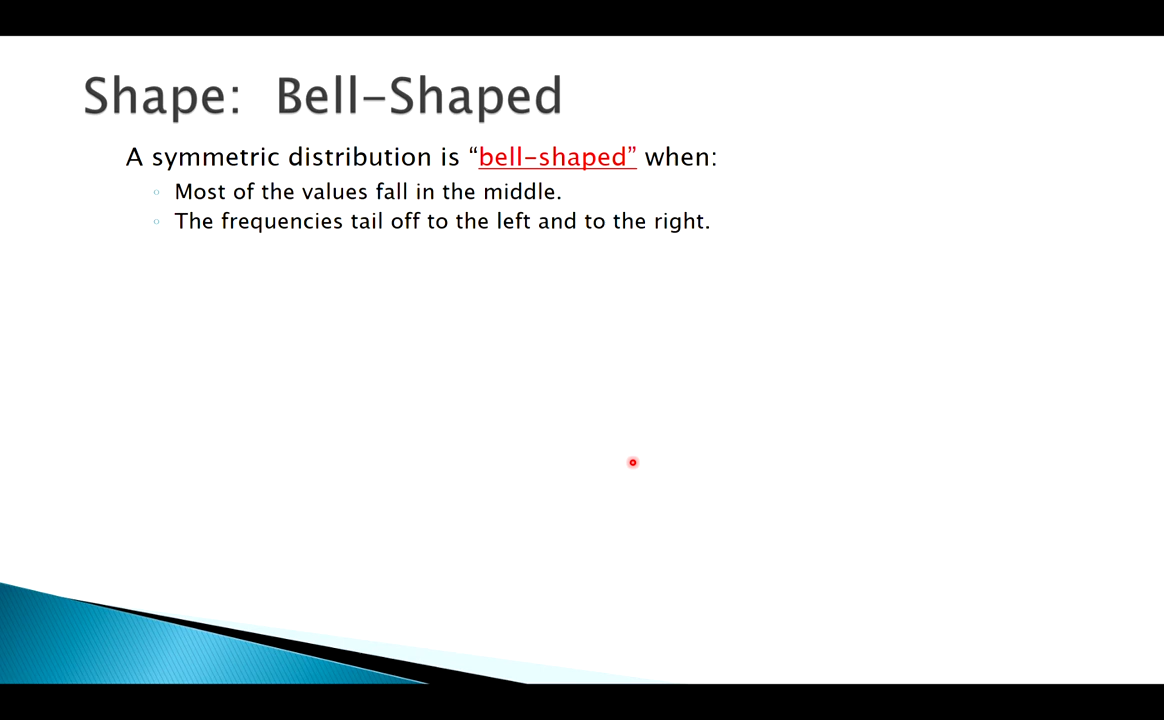 Shape: Bell-Shaped
A symmetric distribution is “bell-shaped” when:
Most of the values fall in the middle.
The frequencies tail off to the left and to the right.